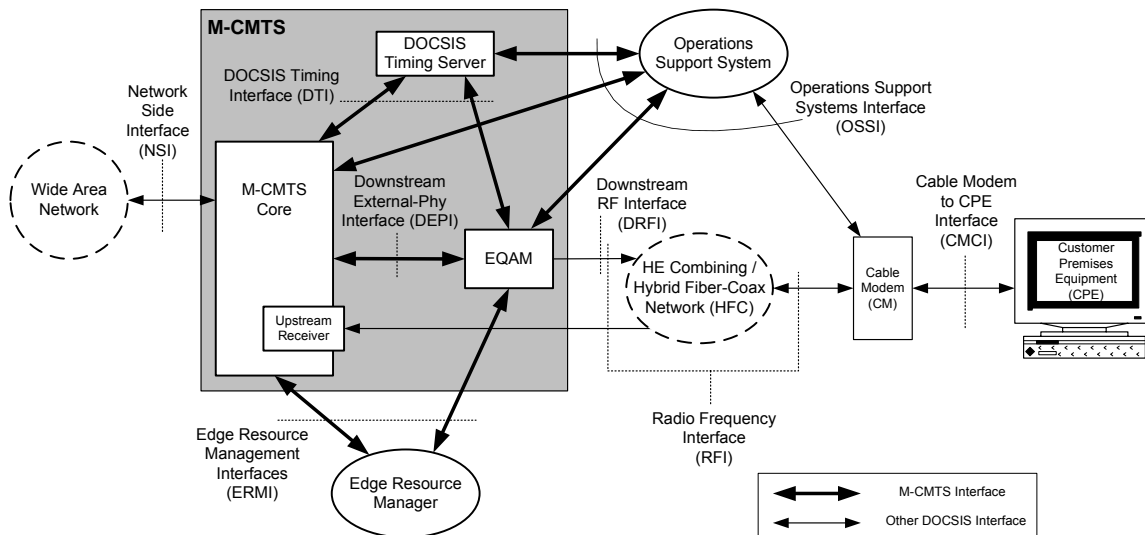 M-CMTS
DOCSIS
Timing Server
Operations
Support System
DOCSIS Timing
Interface (DTI)
Network
Side
Interface
(NSI)
Operations Support
Systems Interface
(OSSI)
Wide Area
Network
M-CMTS
Core
Downstream
External-Phy
Interface (DEPI)
Downstream
RF Interface
(DRFI)
Cable Modem
to CPE
Interface
(CMCI)
EQAM
HE Combining /
Hybrid Fiber-Coax
Network (HFC)
Cable
Modem
(CM)
Customer
Premises
Equipment
(CPE)
Upstream
Receiver
Edge Resource
Management
Interfaces
(ERMI)
Radio Frequency
Interface
(RFI)
Edge Resource
Manager
M-CMTS Interface
Other DOCSIS Interface